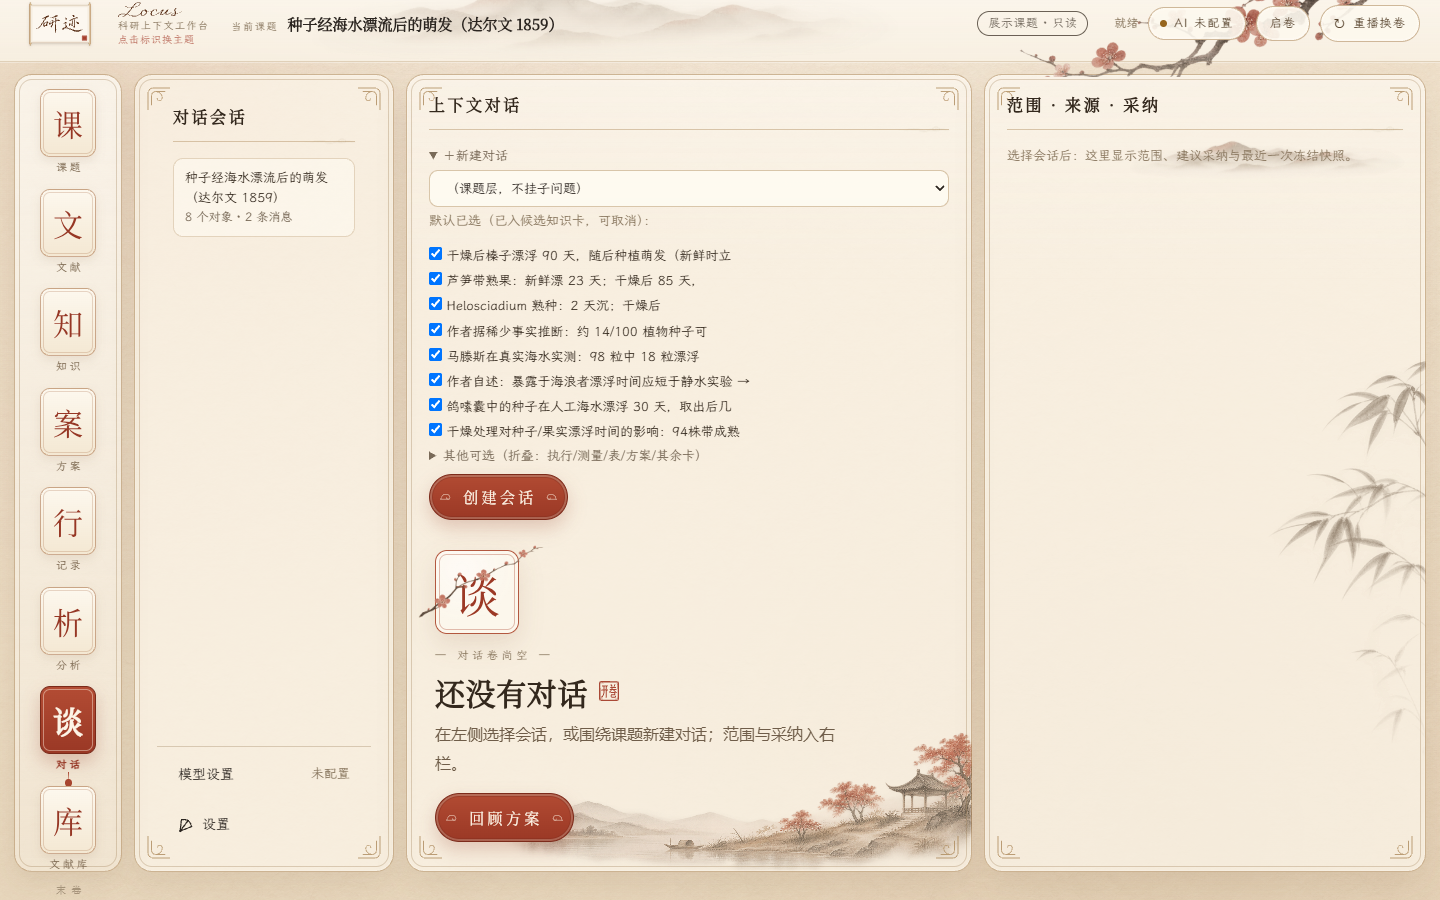 研迹
Locus
科研上下文工作台
点击标识换主题
当前课题
种子经海水漂流后的萌发（达尔文 1859）
展示课题・只读
就绪
AI 未配置
启卷
↻ 重播换卷
课
课题
文
文献
知
知识
案
方案
行
记录
析
分析
谈
对话
库
文献库
末卷
对话会话
种子经海水漂流后的萌发
（达尔文 1859）
8 个对象・2 条消息
模型设置
未配置
设置
上下文对话
▼ ＋新建对话
（课题层，不挂子问题）
默认已选（已入候选知识卡，可取消）：
干燥后榛子漂浮 90 天，随后种植萌发（新鲜时立
芦笋带熟果：新鲜漂 23 天；干燥后 85 天，
Helosciadium 熟种：2 天沉；干燥后
作者据稀少事实推断：约 14/100 植物种子可
马滕斯在真实海水实测：98 粒中 18 粒漂浮
作者自述：暴露于海浪者漂浮时间应短于静水实验 →
鸽嗉囊中的种子在人工海水漂浮 30 天，取出后几
干燥处理对种子/果实漂浮时间的影响：94株带成熟
▶ 其他可选（折叠：执行/测量/表/方案/其余卡）
创建会话
谈
— 对话卷尚空 —
还没有对话
在左侧选择会话，或围绕课题新建对话；范围与采纳入右
栏。
回顾方案
范围 · 来源 · 采纳
选择会话后：这里显示范围、建议采纳与最近一次冻结快照。